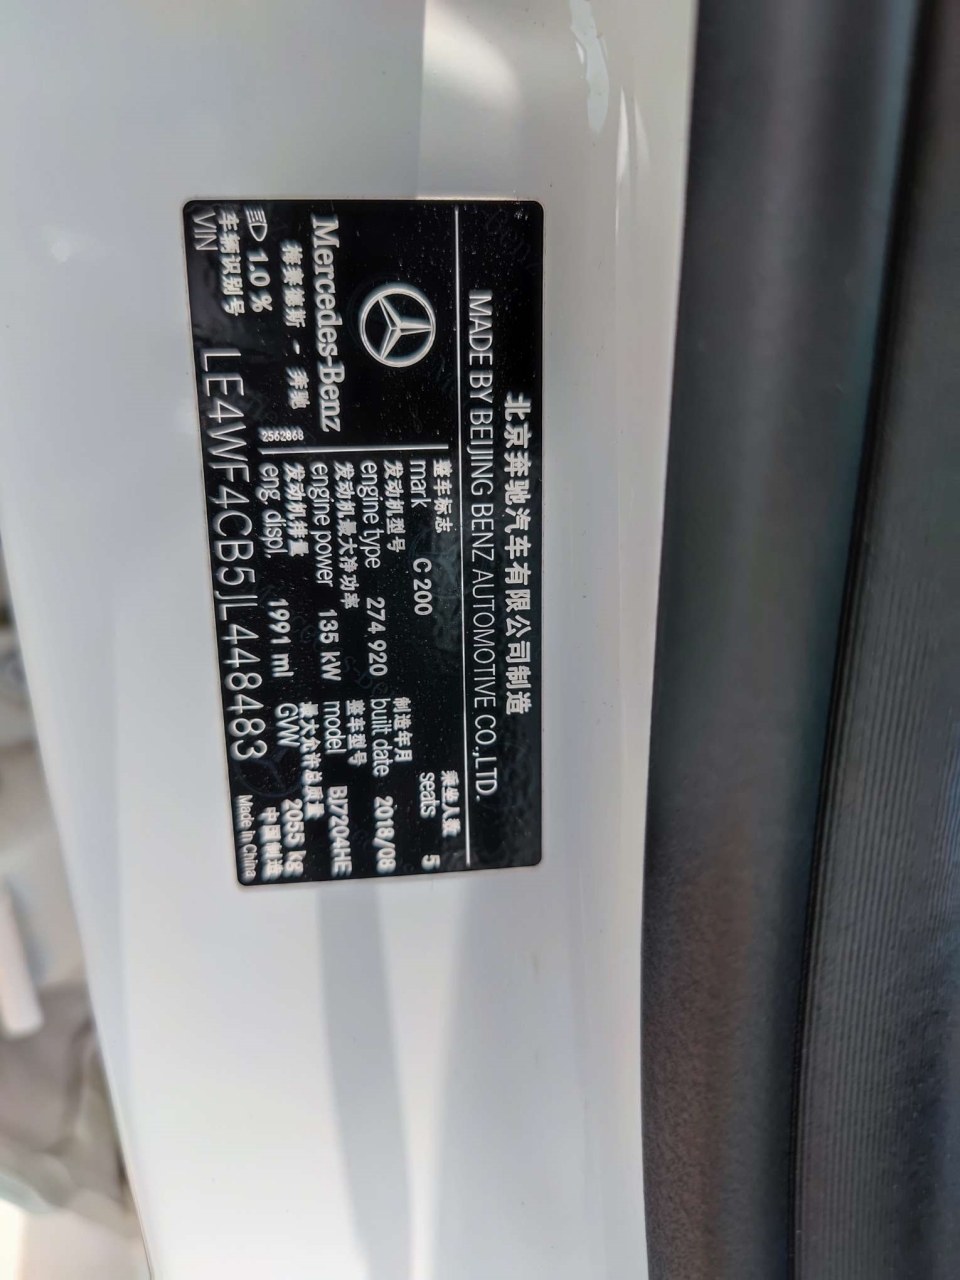 北京奔驰汽车有限公司制造
MADE BY BEIJING BENZ AUTOMOTIVE CO.,LTD.
Mercedes-Benz
梅赛德斯 - 奔驰
1.0 %
2562868
整车标志
mark C 200
乘坐人数
seats 5
发动机型号
engine type 274 920
制造年月
built date 2018/08
发动机最大净功率
engine power 135 kW
整车型号
model BJ7204HE
发动机排量
eng. displ. 1991 ml
最大允许总质量
GVW 2055 kg
车辆识别号
VIN LE4WF4CB5JL448483
中国制造
Made In China